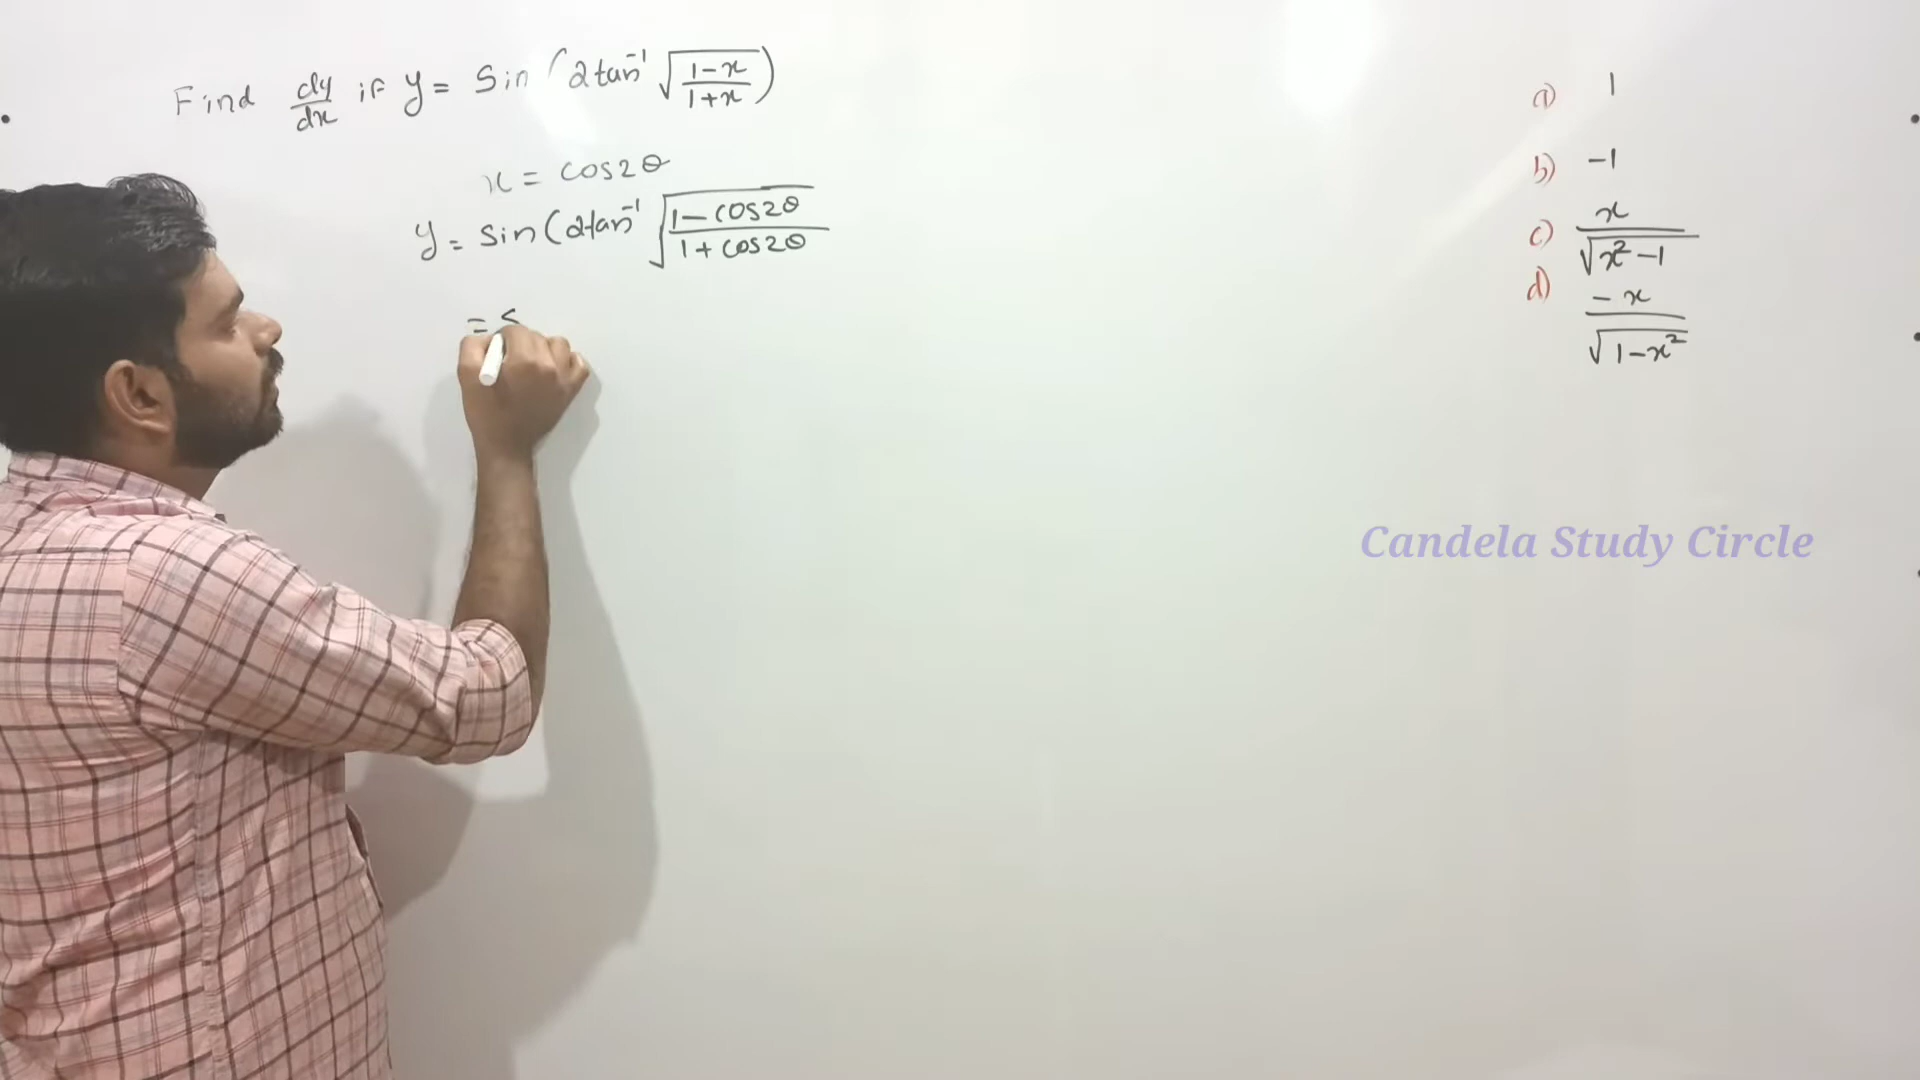 Find dy/dx if y = Sin (2tan⁻¹ √((1-x)/(1+x)))
x = cos2θ
y = sin(2tan⁻¹ √((1-cos2θ)/(1+cos2θ))
= s
a) 1
b) -1
c) x/√(x²-1)
d) -x/√(1-x²)
Candela Study Circle